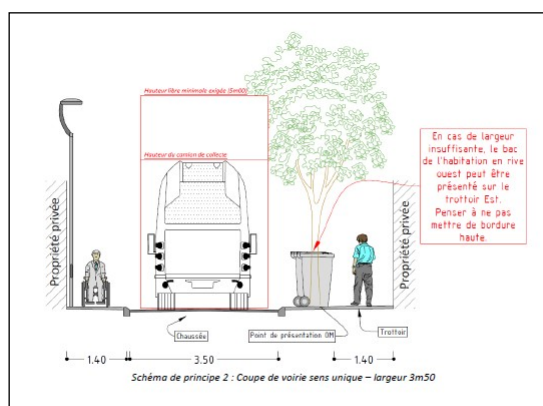 Hauteur libre minimale exigée (5m00)
Hauteur du camion de collecte
En cas de largeur
insuffisante, le bac
de l'habitation en rive
ouest peut être
présenté sur le
trottoir Est.
Penser à ne pas
mettre de bordure
haute.
Propriété privée
Propriété privée
Chaussée
Point de présentation OM
Trottoir
1.40
3.50
1.40
Schéma de principe 2 : Coupe de voirie sens unique – largeur 3m50